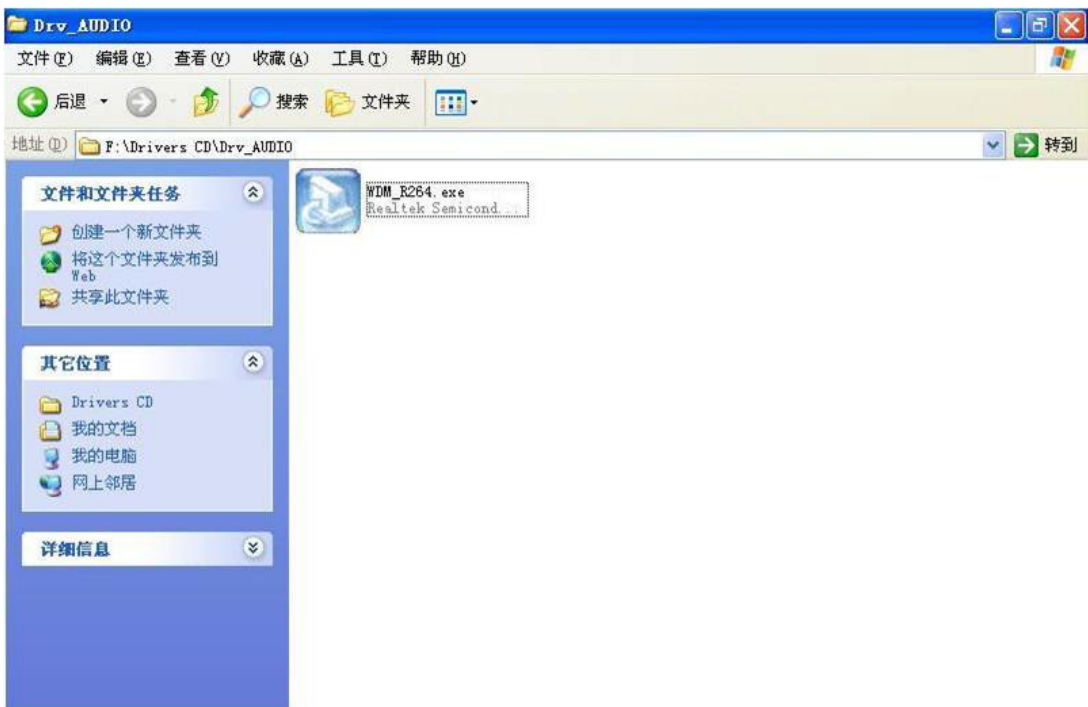 Drv_AUDIO
文件(F) 编辑(E) 查看(V) 收藏(A) 工具(T) 帮助(H)
后退 搜索 文件夹
地址(D) F:\Drivers CD\Drv_AUDIO 转到
文件和文件夹任务
创建一个新文件夹
将这个文件夹发布到
Web
共享此文件夹
其它位置
Drivers CD
我的文档
我的电脑
网上邻居
详细信息
WDM_R264.exe
Realtek Semicond...